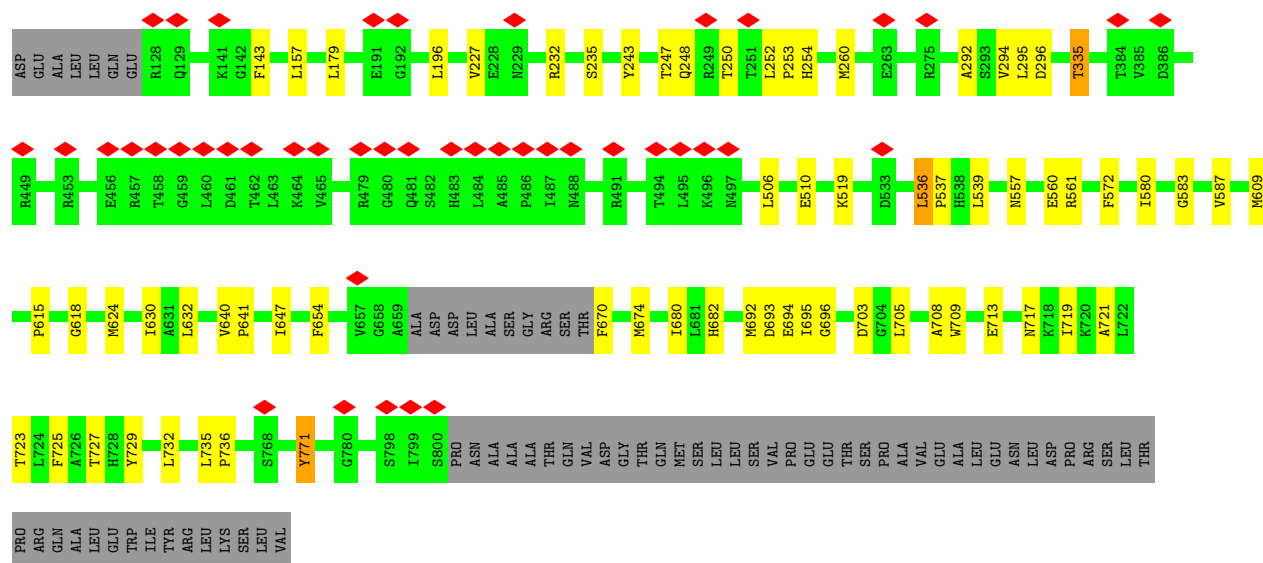 ASP GLU ALA LEU LEU GLN GLU R128 Q129 K141 G142 F143 L157 L179 E191 G192 L196 V227 E228 N229 R232 S235 Y243 T247 Q248 R249 T250 T251 L252 P253 H254 M260 E263 R275 A292 S293 V294 L295 D296 T335 T384 V385 D386
R449 R453 E456 R457 T458 G459 L460 D461 T462 L463 K464 V465 R479 G480 Q481 S482 H483 L484 A485 P486 I487 N488 R491 T494 L495 K496 N497 L506 E510 K519 D533 L536 P537 H538 L539 N557 E560 R561 F572 I580 G583 V587 M609
P615 G618 M624 I630 A631 L632 V640 P641 I647 F654 V657 G658 A659 ALA ASP ASP LEU ALA SER GLY ARG SER THR F670 M674 I680 L681 H682 M692 D693 E694 I695 G696 D703 G704 L705 A708 W709 E713 N717 K718 I719 K720 A721 L722
T723 L724 F725 A726 T727 H728 Y729 L732 L735 P736 S768 Y771 G780 S798 I799 S800 PRO ASN ALA ALA ALA ALA THR GLN VAL ASP GLY THR GLN MET SER LEU LEU SER VAL PRO GLU GLU THR SER PRO ALA VAL GLU ALA LEU GLU ASN LEU ASP PRO ARG SER LEU THR
PRO ARG GLN ALA LEU GLU TRP ILE TYR ARG LEU LYS SER LEU VAL